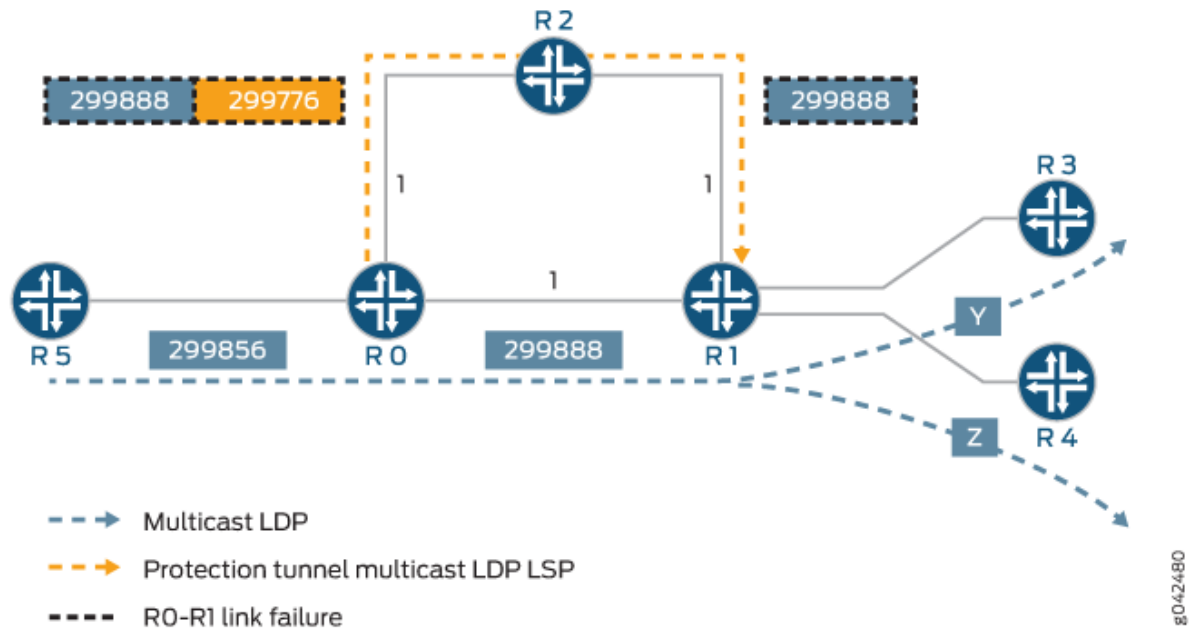 R 2
299888 299776
299888
1
1
R 3
1
Y
R 5
299856
R 0
299888
R 1
Z
R 4
Multicast LDP
Protection tunnel multicast LDP LSP
R0-R1 link failure
g042480